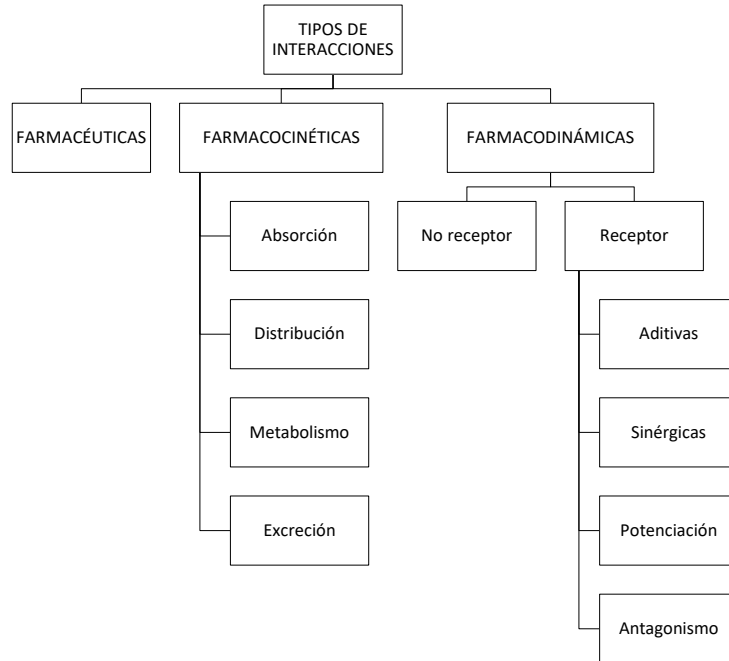 TIPOS DE
INTERACCIONES
FARMACÉUTICAS
FARMACOCINÉTICAS
FARMACODINÁMICAS
Absorción
Distribución
Metabolismo
Excreción
No receptor
Receptor
Aditivas
Sinérgicas
Potenciación
Antagonismo